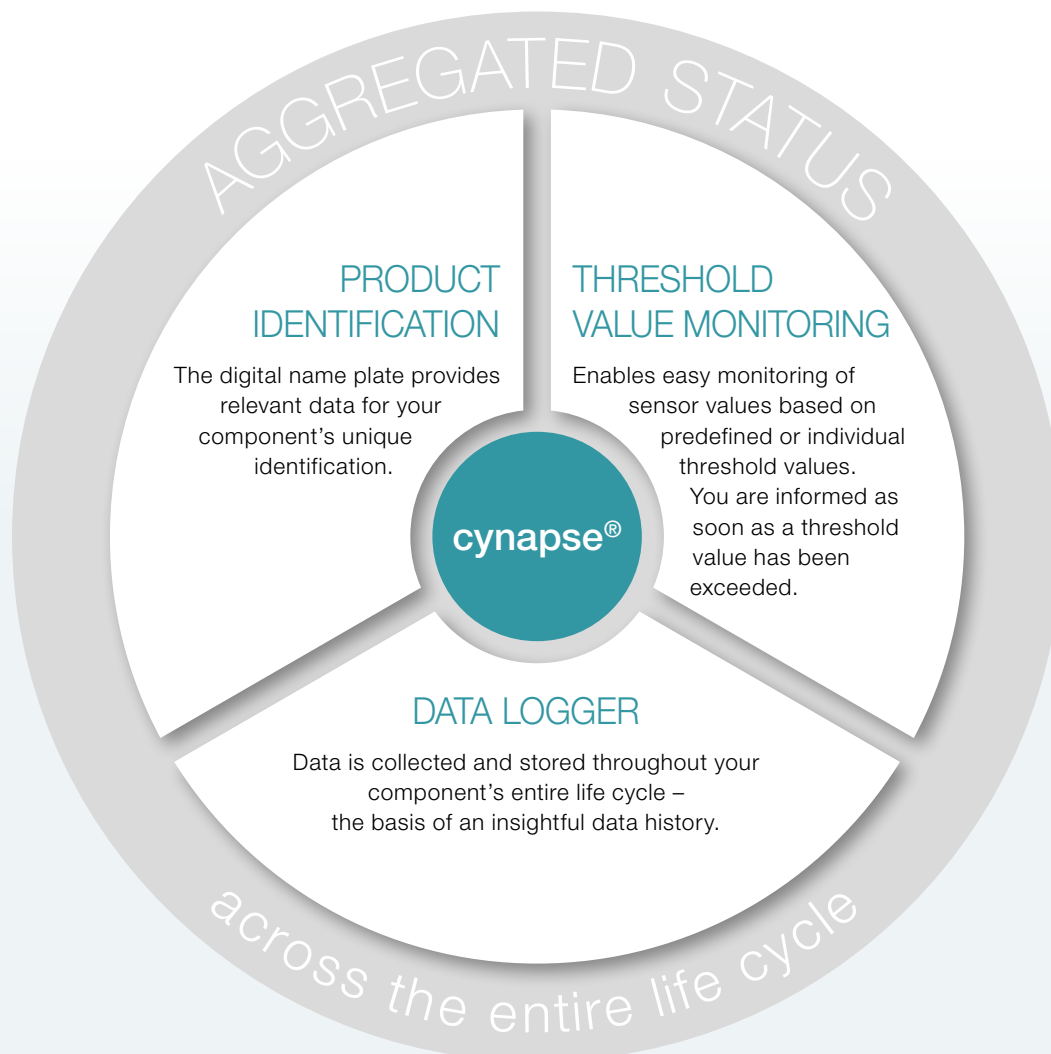 AGGREGATED STATUS
PRODUCT
IDENTIFICATION
The digital name plate provides
relevant data for your
component’s unique
identification.
THRESHOLD
VALUE MONITORING
Enables easy monitoring of
sensor values based on
predefined or individual
threshold values.
You are informed as
soon as a threshold
value has been
exceeded.
cynapse®
DATA LOGGER
Data is collected and stored throughout your
component’s entire life cycle –
the basis of an insightful data history.
across the entire life cycle